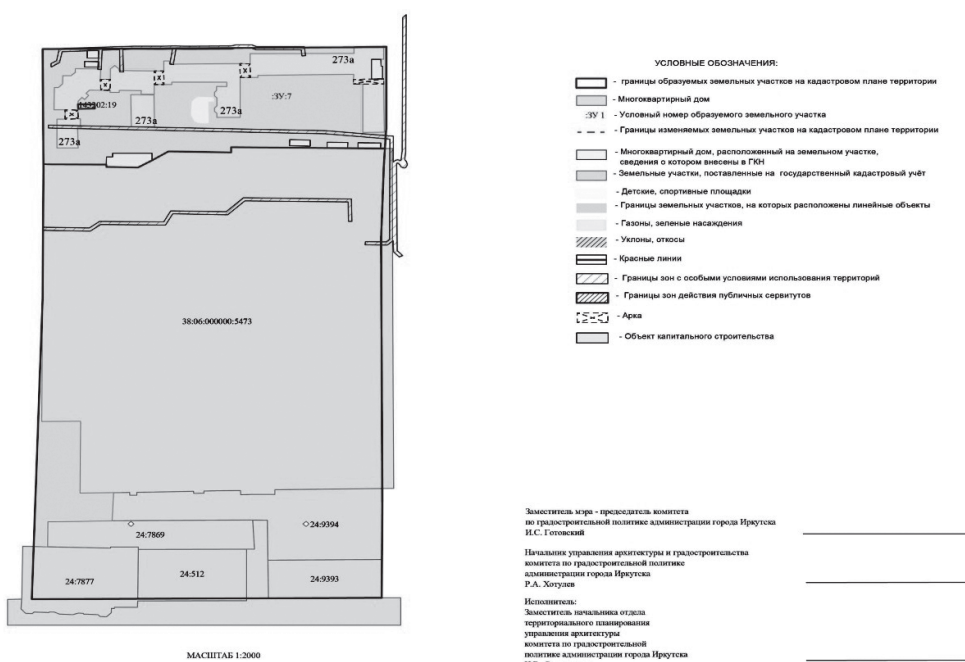 273а
143202:19
:ЗУ:7
273а
273а
273а
38:06:000000:5473
24:9394
24:7869
24:7877
24:512
24:9393
МАСШТАБ 1:2000
УСЛОВНЫЕ ОБОЗНАЧЕНИЯ:
- границы образуемых земельных участков на кадастровом плане территории
- Многоквартирный дом
:ЗУ 1 - Условный номер образуемого земельного участка
- Границы изменяемых земельных участков на кадастровом плане территории
- Многоквартирный дом, расположенный на земельном участке,
сведения о котором внесены в ГКН
- Земельные участки, поставленные на государственный кадастровый учёт
- Детские, спортивные площадки
- Границы земельных участков, на которых расположены линейные объекты
- Газоны, зеленые насаждения
- Уклоны, откосы
- Красные линии
- Границы зон с особыми условиями использования территорий
- Границы зон действия публичных сервитутов
- Арка
- Объект капитального строительства
Заместитель мэра - председатель комитета
по градостроительной политике администрации города Иркутска
И.С. Готовский
Начальник управления архитектуры и градостроительства
комитета по градостроительной политике
администрации города Иркутска
Р.А. Хотулев
Исполнитель:
Заместитель начальника отдела
территориального планирования
управления архитектуры
комитета по градостроительной
политике администрации города Иркутска